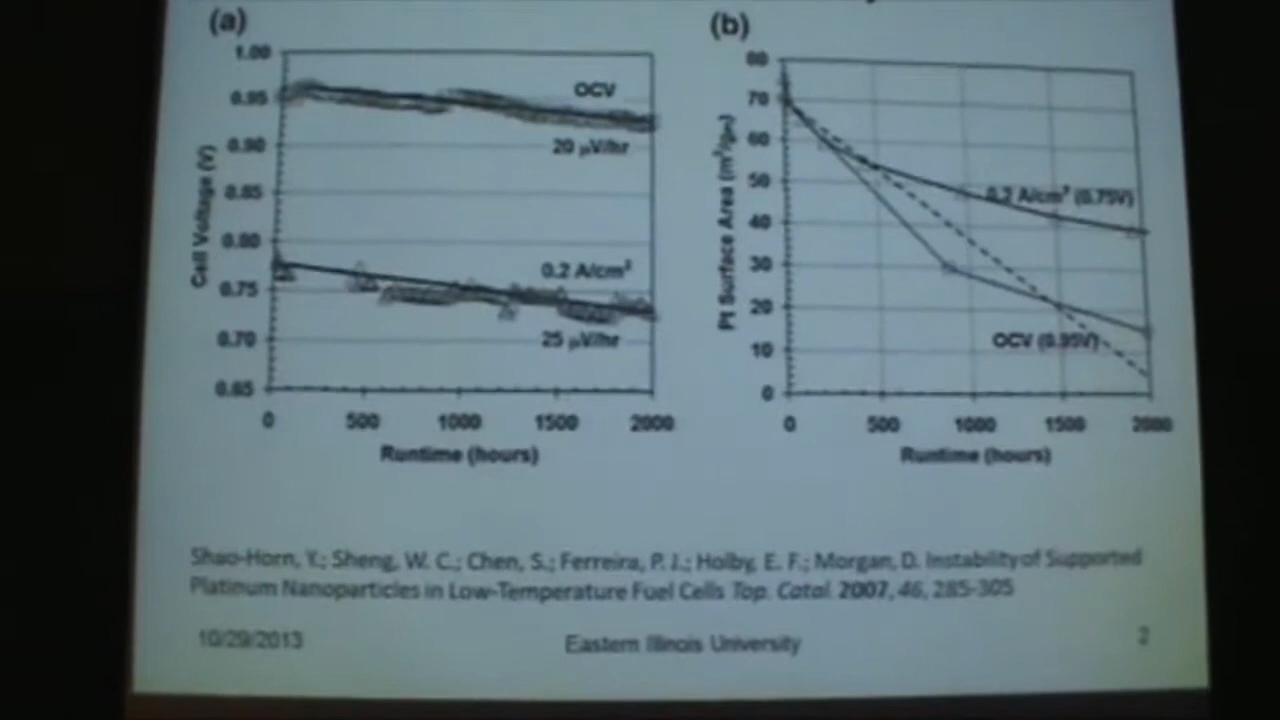 (a)
1.00
0.95
0.90
0.85
0.80
0.75
0.70
0.65
Cell Voltage (V)
OCV
20 µV/hr
0.2 A/cm²
25 µV/hr
0 500 1000 1500 2000
Runtime (hours)
(b)
80
70
60
50
40
30
20
10
0
Pt Surface Area (m²/gPt)
0.2 A/cm² (0.75V)
OCV (0.95V)
0 500 1000 1500 2000
Runtime (hours)
Shao-Horn, Y.; Sheng, W. C.; Chen, S.; Ferreira, P. J.; Holby, E. F.; Morgan, D. Instability of Supported
Platinum Nanoparticles in Low-Temperature Fuel Cells Top. Catal. 2007, 46, 285-305
10/29/2013
Eastern Illinois University
2